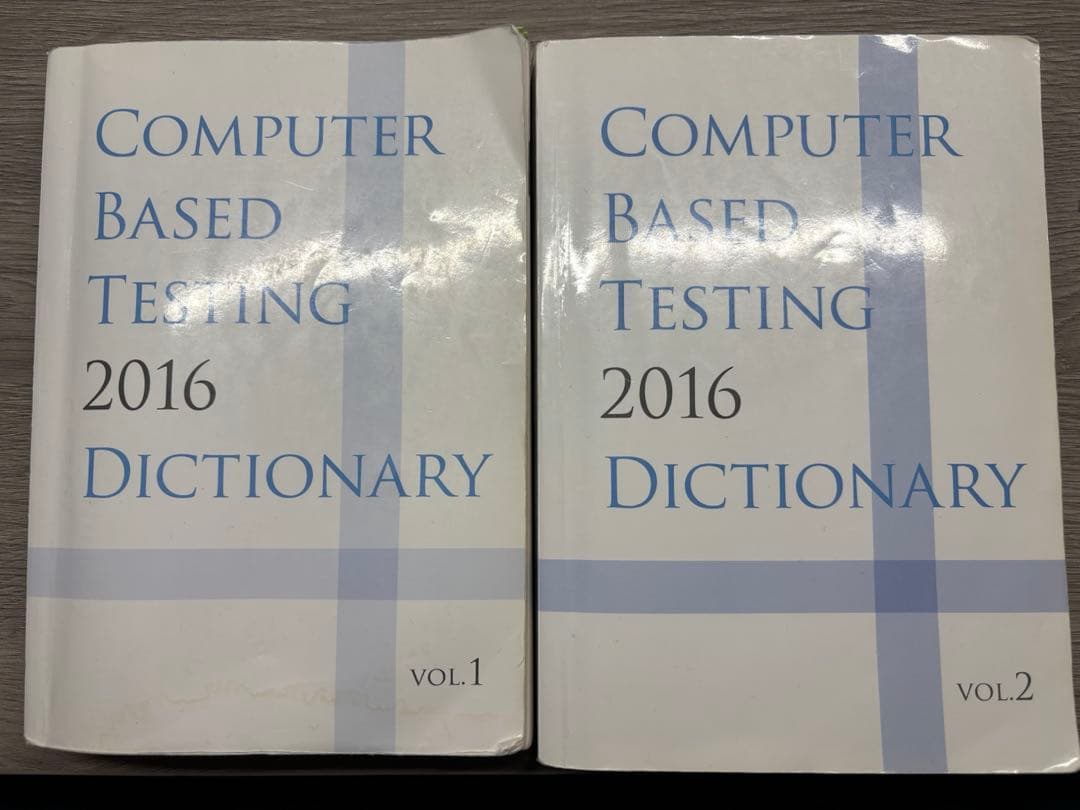 COMPUTER
BASED
TESTING
2016
DICTIONARY
VOL.1
COMPUTER
BASED
TESTING
2016
DICTIONARY
VOL.2